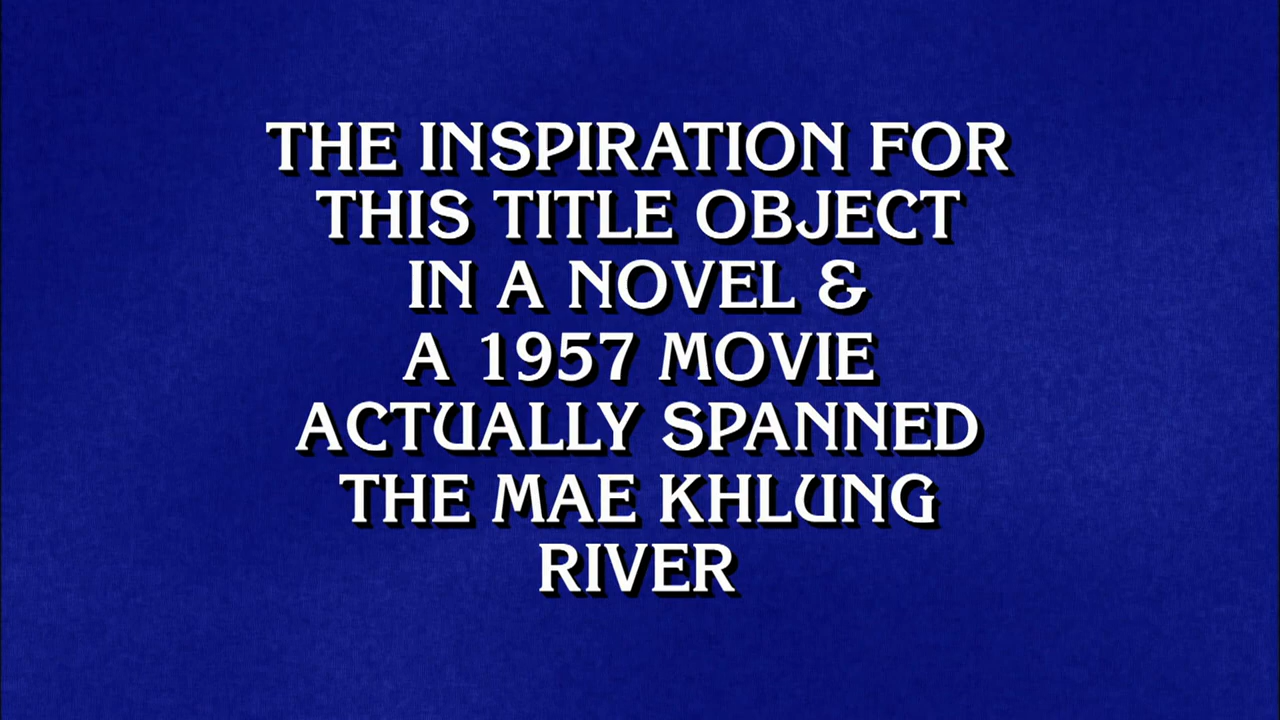 THE INSPIRATION FOR
THIS TITLE OBJECT
IN A NOVEL &
A 1957 MOVIE
ACTUALLY SPANNED
THE MAE KHLUNG
RIVER